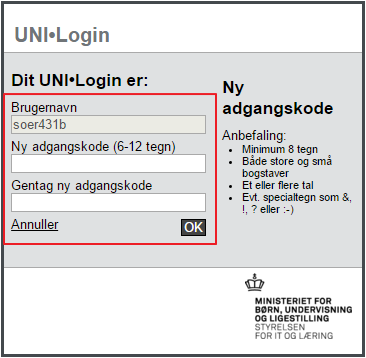 UNI•Login
Dit UNI•Login er:
Brugernavn
soer431b
Ny adgangskode (6-12 tegn)
Gentag ny adgangskode
Annuller
OK
Ny
adgangskode
Anbefaling:
• Minimum 8 tegn
• Både store og små
bogstaver
• Et eller flere tal
• Evt. specialtegn som &,
!, ? eller :-)
MINISTERIET FOR
BØRN, UNDERVISNING
OG LIGESTILLING
STYRELSEN
FOR IT OG LÆRING